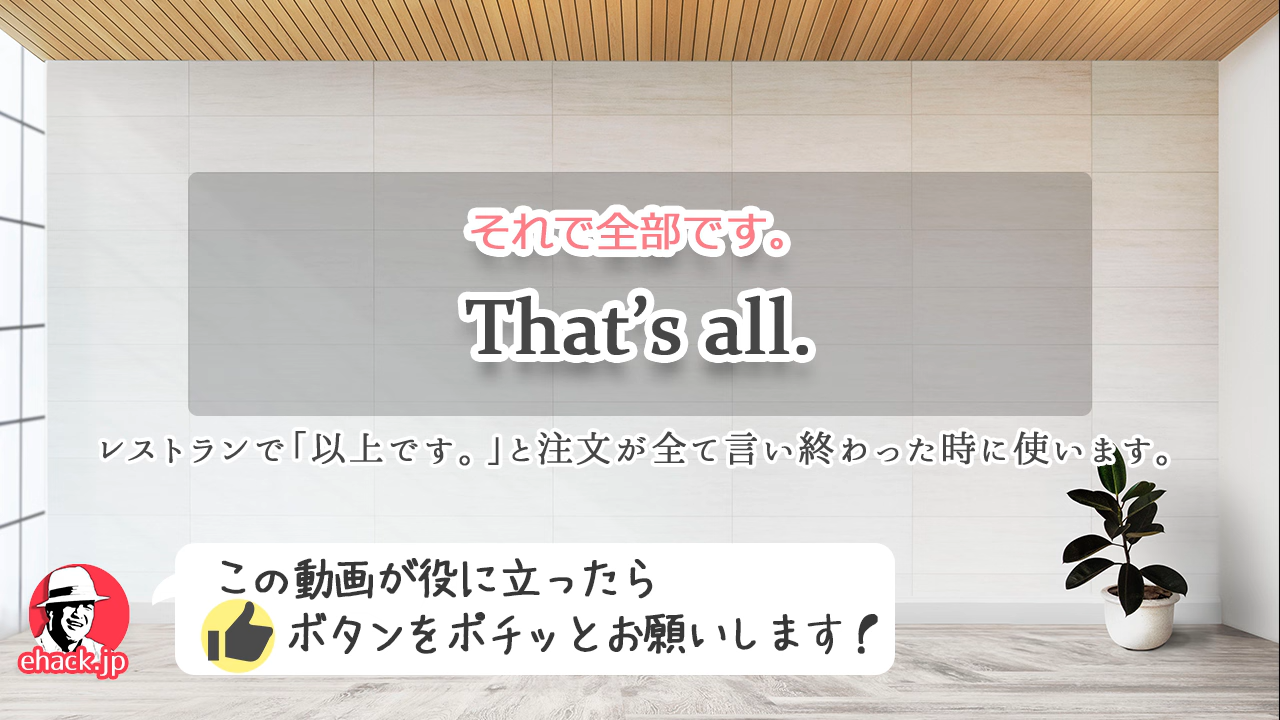 それで全部です。
That's all.
レストランで「以上です。」と注文が全て言い終わった時に使います。
この動画が役に立ったら
ボタンをポチッとお願いします!
ehack.jp